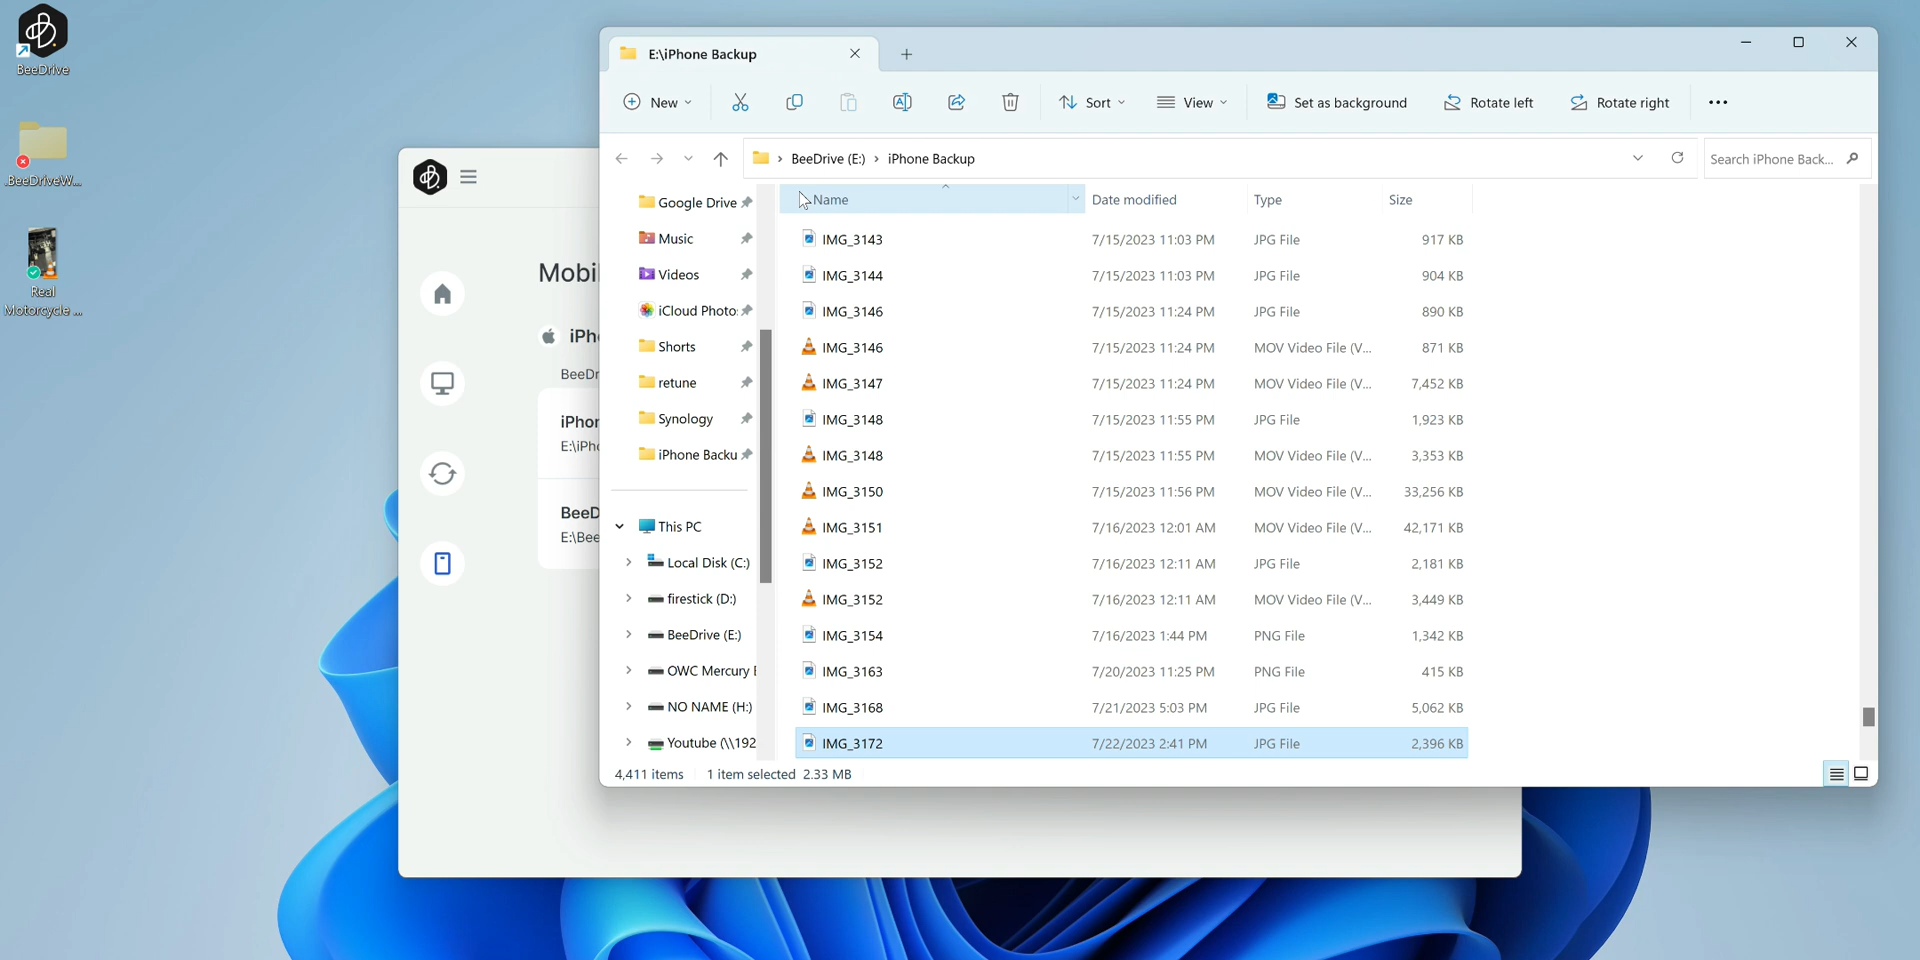 BeeDrive
.BeeDriveW...
Real
Motorcycle ...
E:\iPhone Backup
New
Sort
View
Set as background
Rotate left
Rotate right
BeeDrive (E:) > iPhone Backup
Search iPhone Back...
Google Drive
Music
Videos
iCloud Photo
Shorts
retune
Synology
iPhone Backu
This PC
Local Disk (C:)
firestick (D:)
BeeDrive (E:)
OWC Mercury
NO NAME (H:)
Youtube (\\192
Name Date modified Type Size
IMG_3143 7/15/2023 11:03 PM JPG File 917 KB
IMG_3144 7/15/2023 11:03 PM JPG File 904 KB
IMG_3146 7/15/2023 11:24 PM JPG File 890 KB
IMG_3146 7/15/2023 11:24 PM MOV Video File (V... 871 KB
IMG_3147 7/15/2023 11:24 PM MOV Video File (V... 7,452 KB
IMG_3148 7/15/2023 11:55 PM JPG File 1,923 KB
IMG_3148 7/15/2023 11:55 PM MOV Video File (V... 3,353 KB
IMG_3150 7/15/2023 11:56 PM MOV Video File (V... 33,256 KB
IMG_3151 7/16/2023 12:01 AM MOV Video File (V... 42,171 KB
IMG_3152 7/16/2023 12:11 AM JPG File 2,181 KB
IMG_3152 7/16/2023 12:11 AM MOV Video File (V... 3,449 KB
IMG_3154 7/16/2023 1:44 PM PNG File 1,342 KB
IMG_3163 7/20/2023 11:25 PM PNG File 415 KB
IMG_3168 7/21/2023 5:03 PM JPG File 5,062 KB
IMG_3172 7/22/2023 2:41 PM JPG File 2,396 KB
4,411 items 1 item selected 2.33 MB
Mobi
iPh
BeeDr
iPhon
E:\iPh
BeeD
E:\Bee